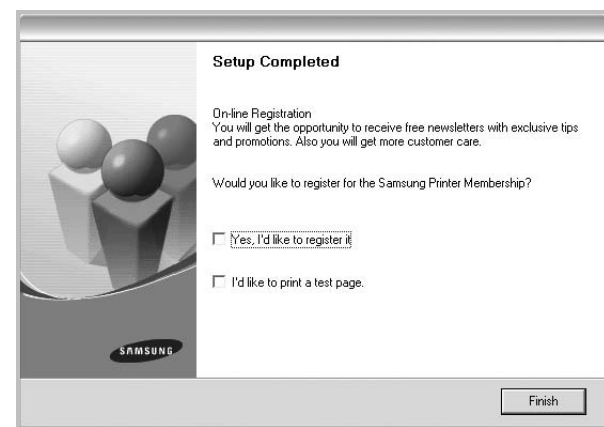 Setup Completed
On-line Registration
You will get the opportunity to receive free newsletters with exclusive tips
and promotions. Also you will get more customer care.
Would you like to register for the Samsung Printer Membership?
Yes, I'd like to register it
I'd like to print a test page.
SAMSUNG
Finish